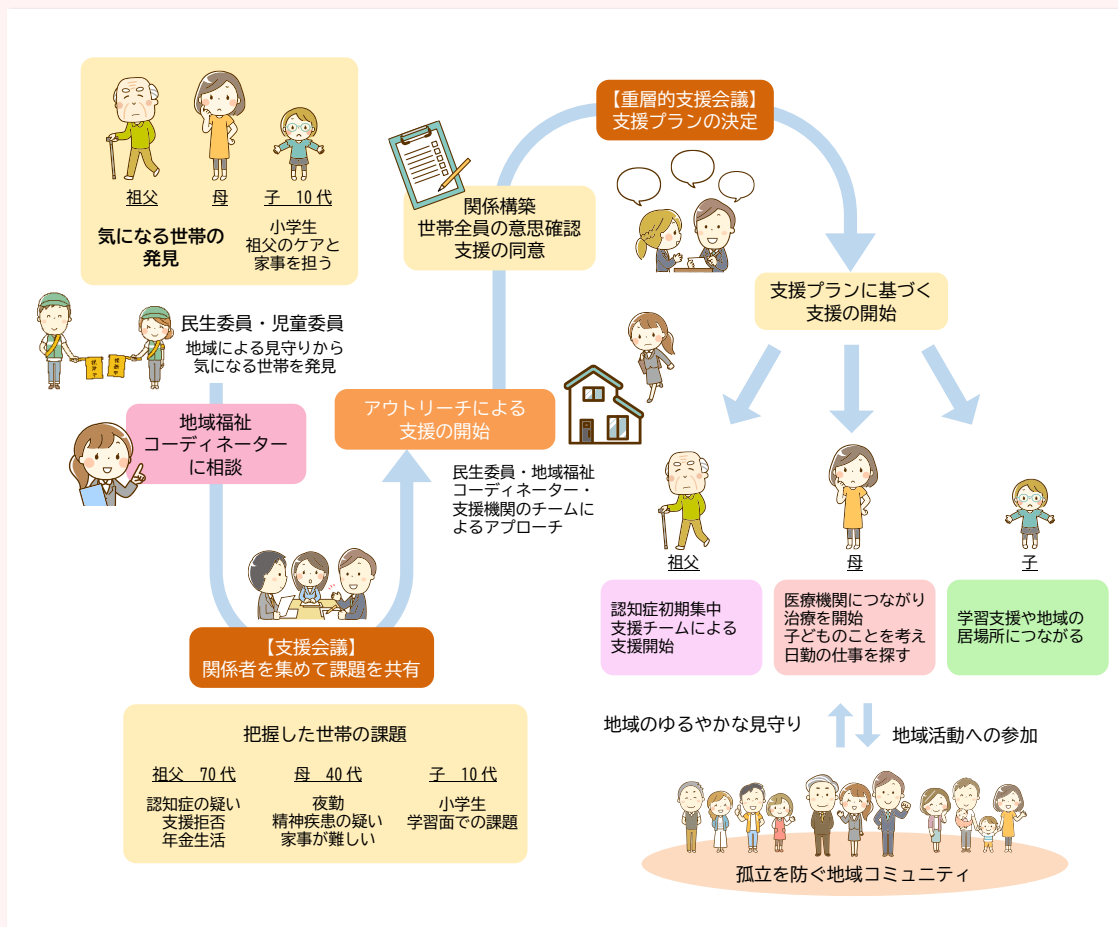 祖父
母
子 10代
気になる世帯の
発見
小学生
祖父のケアと
家事を担う
民生委員・児童委員
地域による見守りから
気になる世帯を発見
地域福祉
コーディネーター
に相談
【支援会議】
関係者を集めて課題を共有
把握した世帯の課題
祖父 70代
認知症の疑い
支援拒否
年金生活
母 40代
夜勤
精神疾患の疑い
家事が難しい
子 10代
小学生
学習面での課題
アウトリーチによる
支援の開始
民生委員・地域福祉
コーディネーター・
支援機関のチームに
よるアプローチ
関係構築
世帯全員の意思確認
支援の同意
【重層的支援会議】
支援プランの決定
支援プランに基づく
支援の開始
祖父
認知症初期集中
支援チームによる
支援開始
母
医療機関につながり
治療を開始
子どものことを考え
日勤の仕事を探す
子
学習支援や地域の
居場所につながる
地域のゆるやかな見守り
地域活動への参加
孤立を防ぐ地域コミュニティ